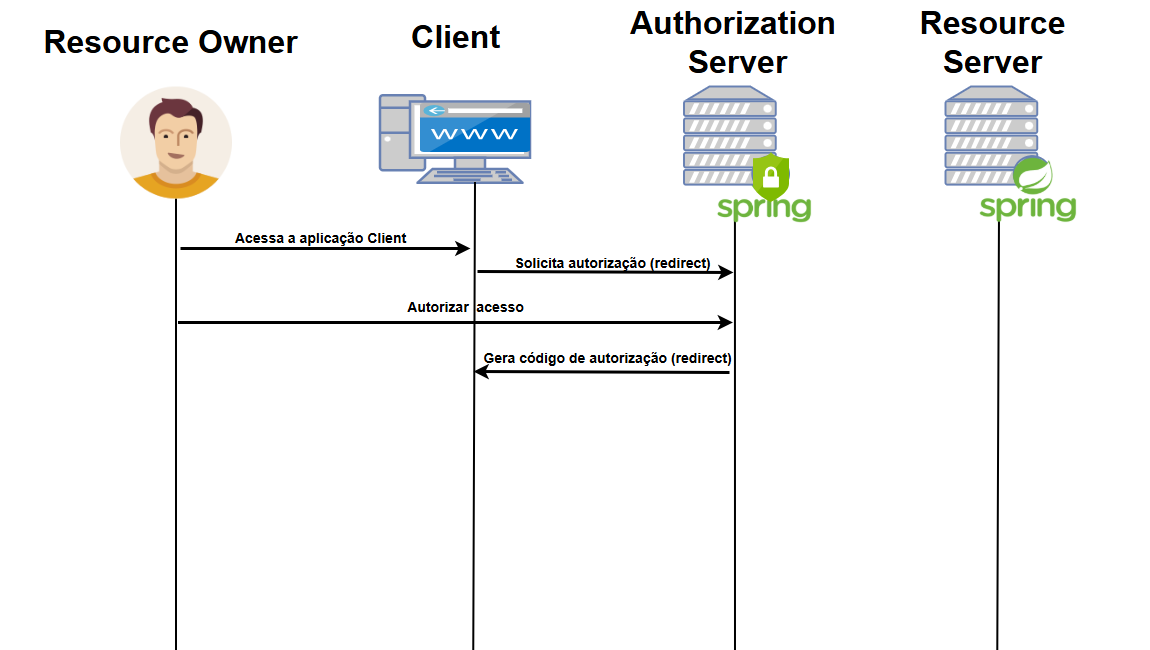 Resource Owner
Client
Authorization
Server
Resource
Server
www
spring
spring
Acessa a aplicação Client
Solicita autorização (redirect)
Autorizar acesso
Gera código de autorização (redirect)